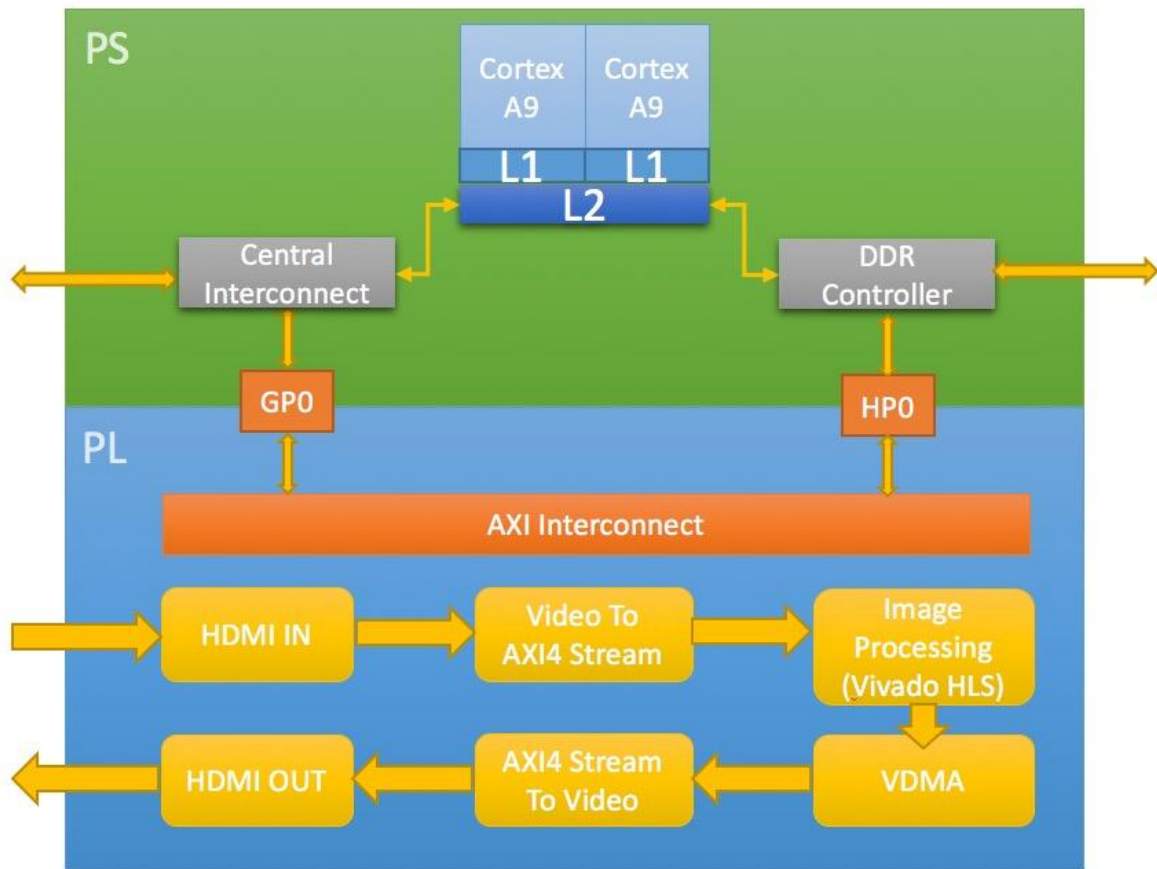 PS
Cortex
A9
Cortex
A9
L1
L1
L2
Central
Interconnect
DDR
Controller
GP0
HP0
PL
AXI Interconnect
HDMI IN
Video To
AXI4 Stream
Image
Processing
(Vivado HLS)
HDMI OUT
AXI4 Stream
To Video
VDMA